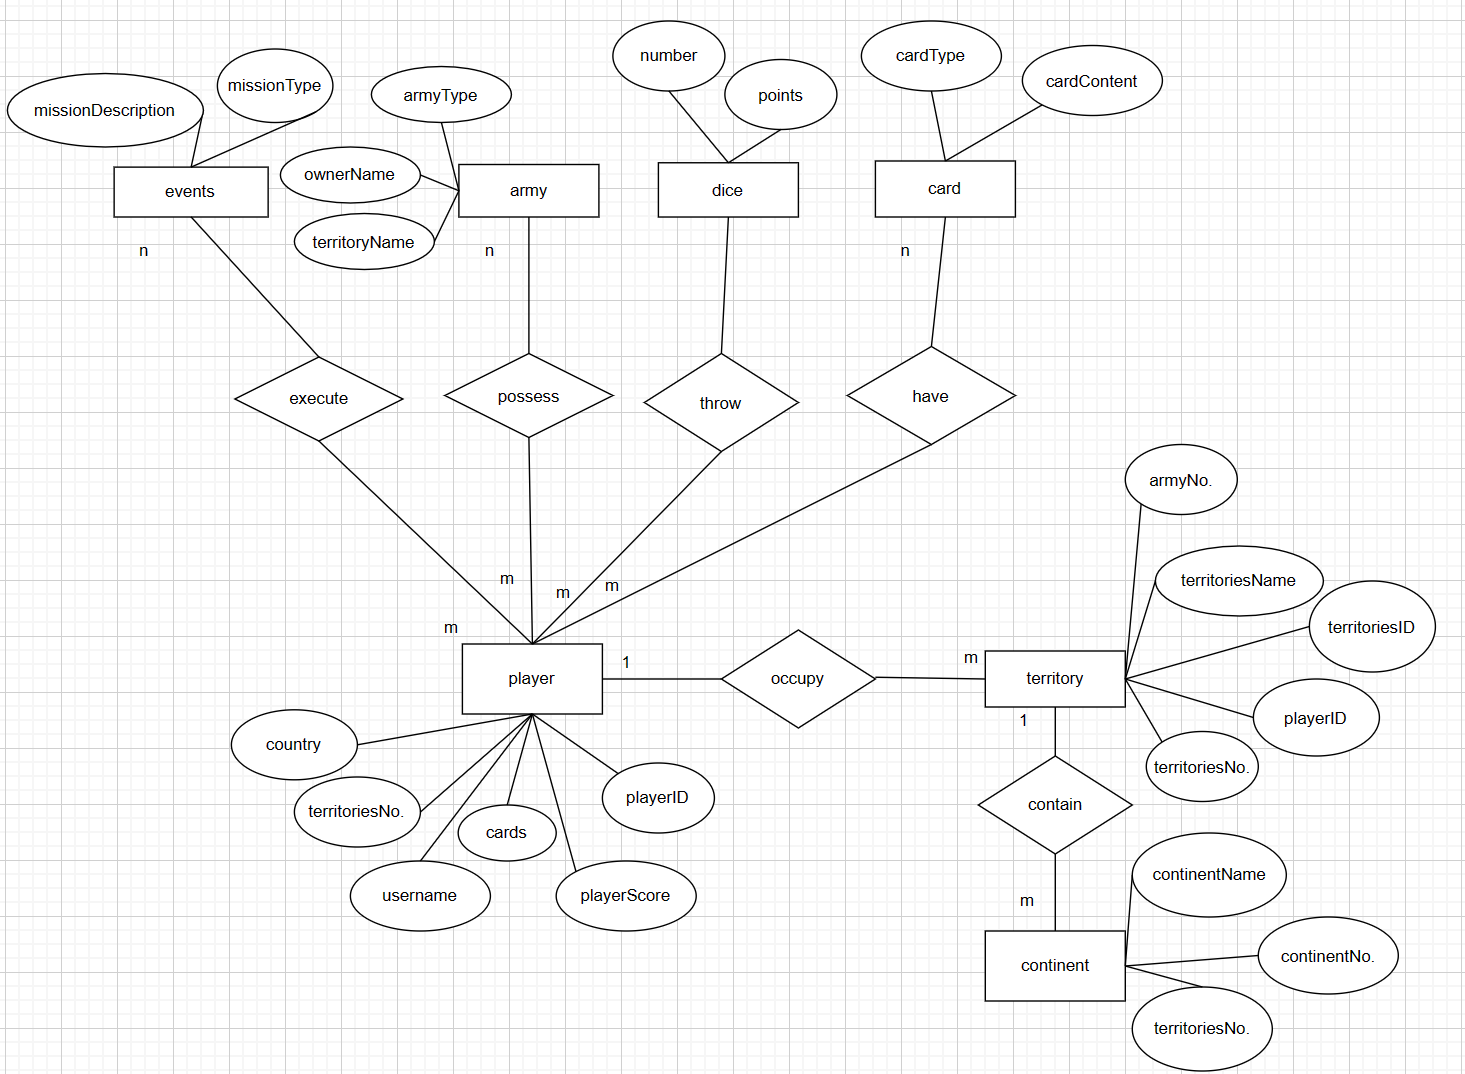 number
cardType
cardContent
missionType
missionDescription
armyType
points
ownerName
events
army
dice
card
territoryName
n
n
n
execute
possess
throw
have
armyNo.
m
m
m
territoriesName
territoriesID
m
1
m
player
occupy
territory
1
playerID
country
territoriesNo.
playerID
territoriesNo.
contain
cards
username
playerScore
continentName
m
continent
continentNo.
territoriesNo.